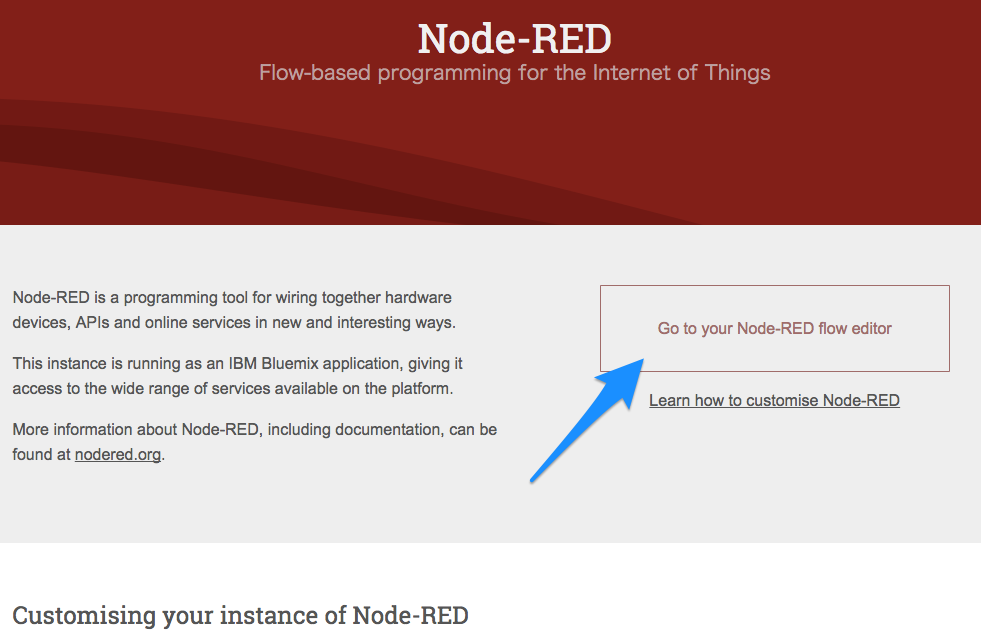 Node-RED
Flow-based programming for the Internet of Things
Node-RED is a programming tool for wiring together hardware
devices, APIs and online services in new and interesting ways.
This instance is running as an IBM Bluemix application, giving it
access to the wide range of services available on the platform.
More information about Node-RED, including documentation, can be
found at nodered.org.
Go to your Node-RED flow editor
Learn how to customise Node-RED
Customising your instance of Node-RED